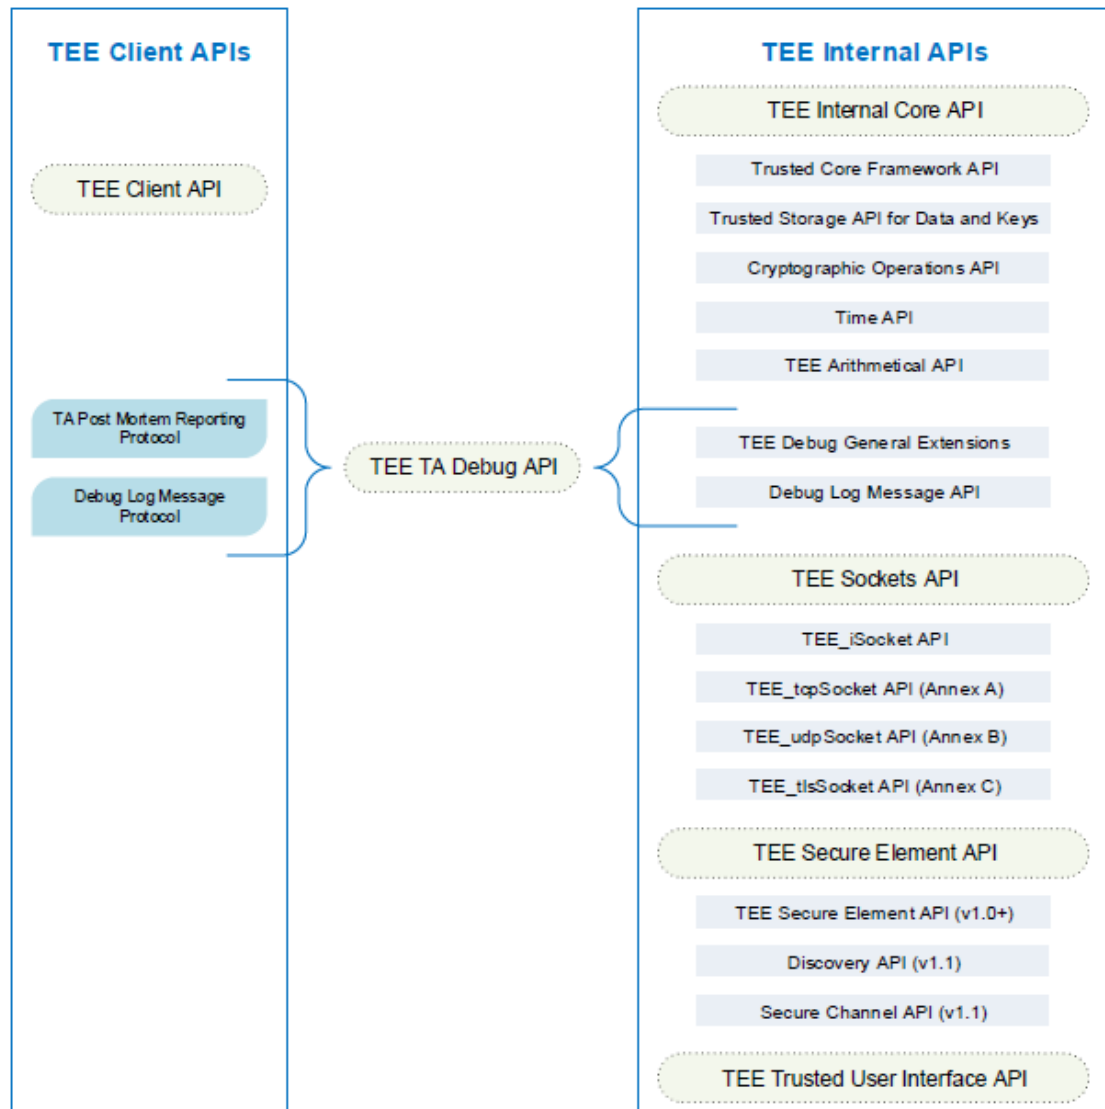 TEE Client APIs
TEE Client API
TA Post Mortem Reporting
Protocol
Debug Log Message
Protocol
TEE TA Debug API
TEE Internal APIs
TEE Internal Core API
Trusted Core Framework API
Trusted Storage API for Data and Keys
Cryptographic Operations API
Time API
TEE Arithmetical API
TEE Debug General Extensions
Debug Log Message API
TEE Sockets API
TEE_iSocket API
TEE_tcpSocket API (Annex A)
TEE_udpSocket API (Annex B)
TEE_tlsSocket API (Annex C)
TEE Secure Element API
TEE Secure Element API (v1.0+)
Discovery API (v1.1)
Secure Channel API (v1.1)
TEE Trusted User Interface API